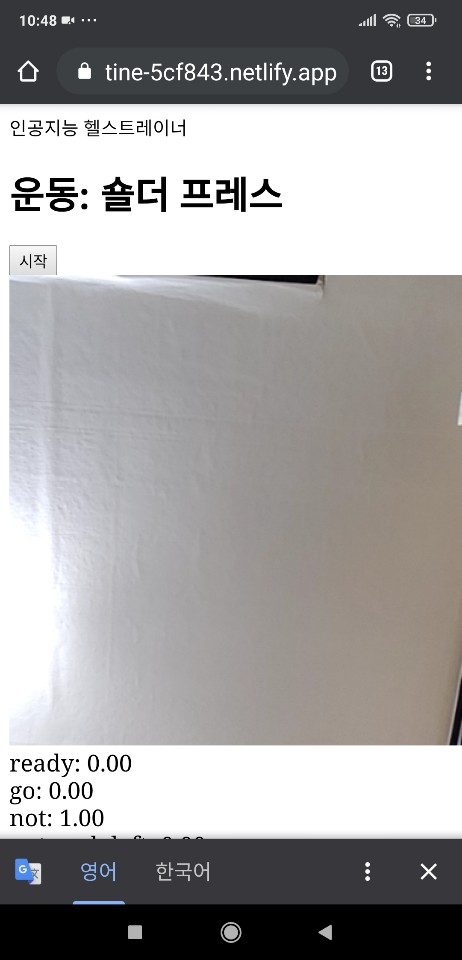 10:48
34
tine-5cf843.netlify.app
13
인공지능 헬스트레이너
운동: 숄더 프레스
시작
ready: 0.00
go: 0.00
not: 1.00
영어 한국어